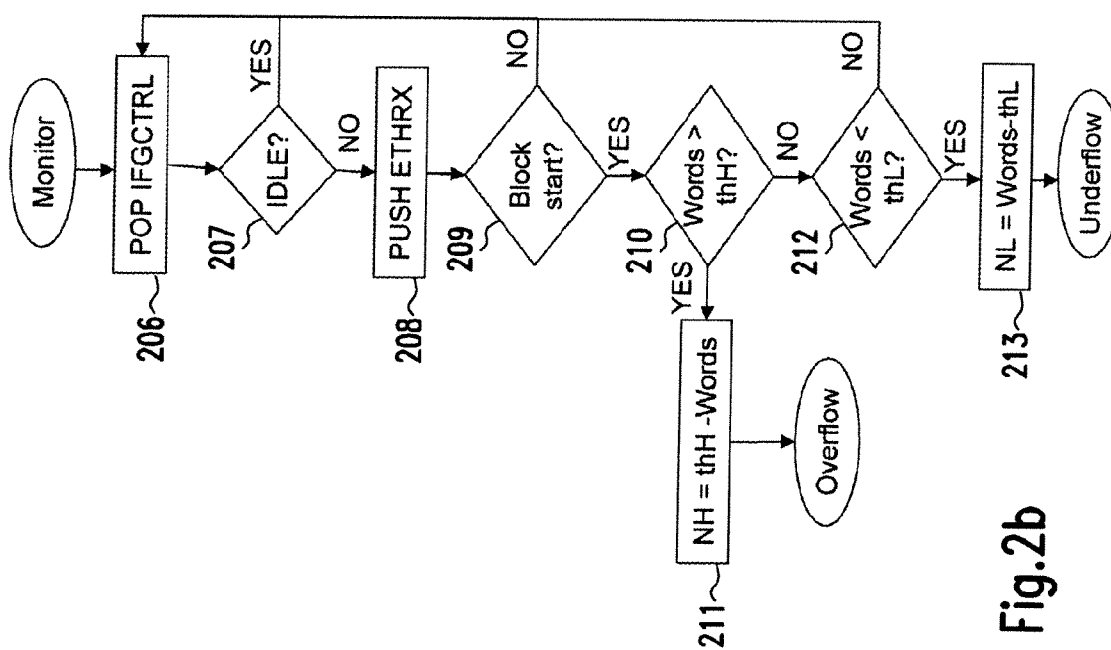 Monitor
POP IFGCTRL
206
IDLE?
YES
207
NO
PUSH ETHRX
208
Block
start?
NO
209
YES
Words >
thH?
YES
210
NO
NH = thH -Words
211
Overflow
Words <
thL?
NO
212
YES
NL = Words-thL
213
Underflow
Fig.2b